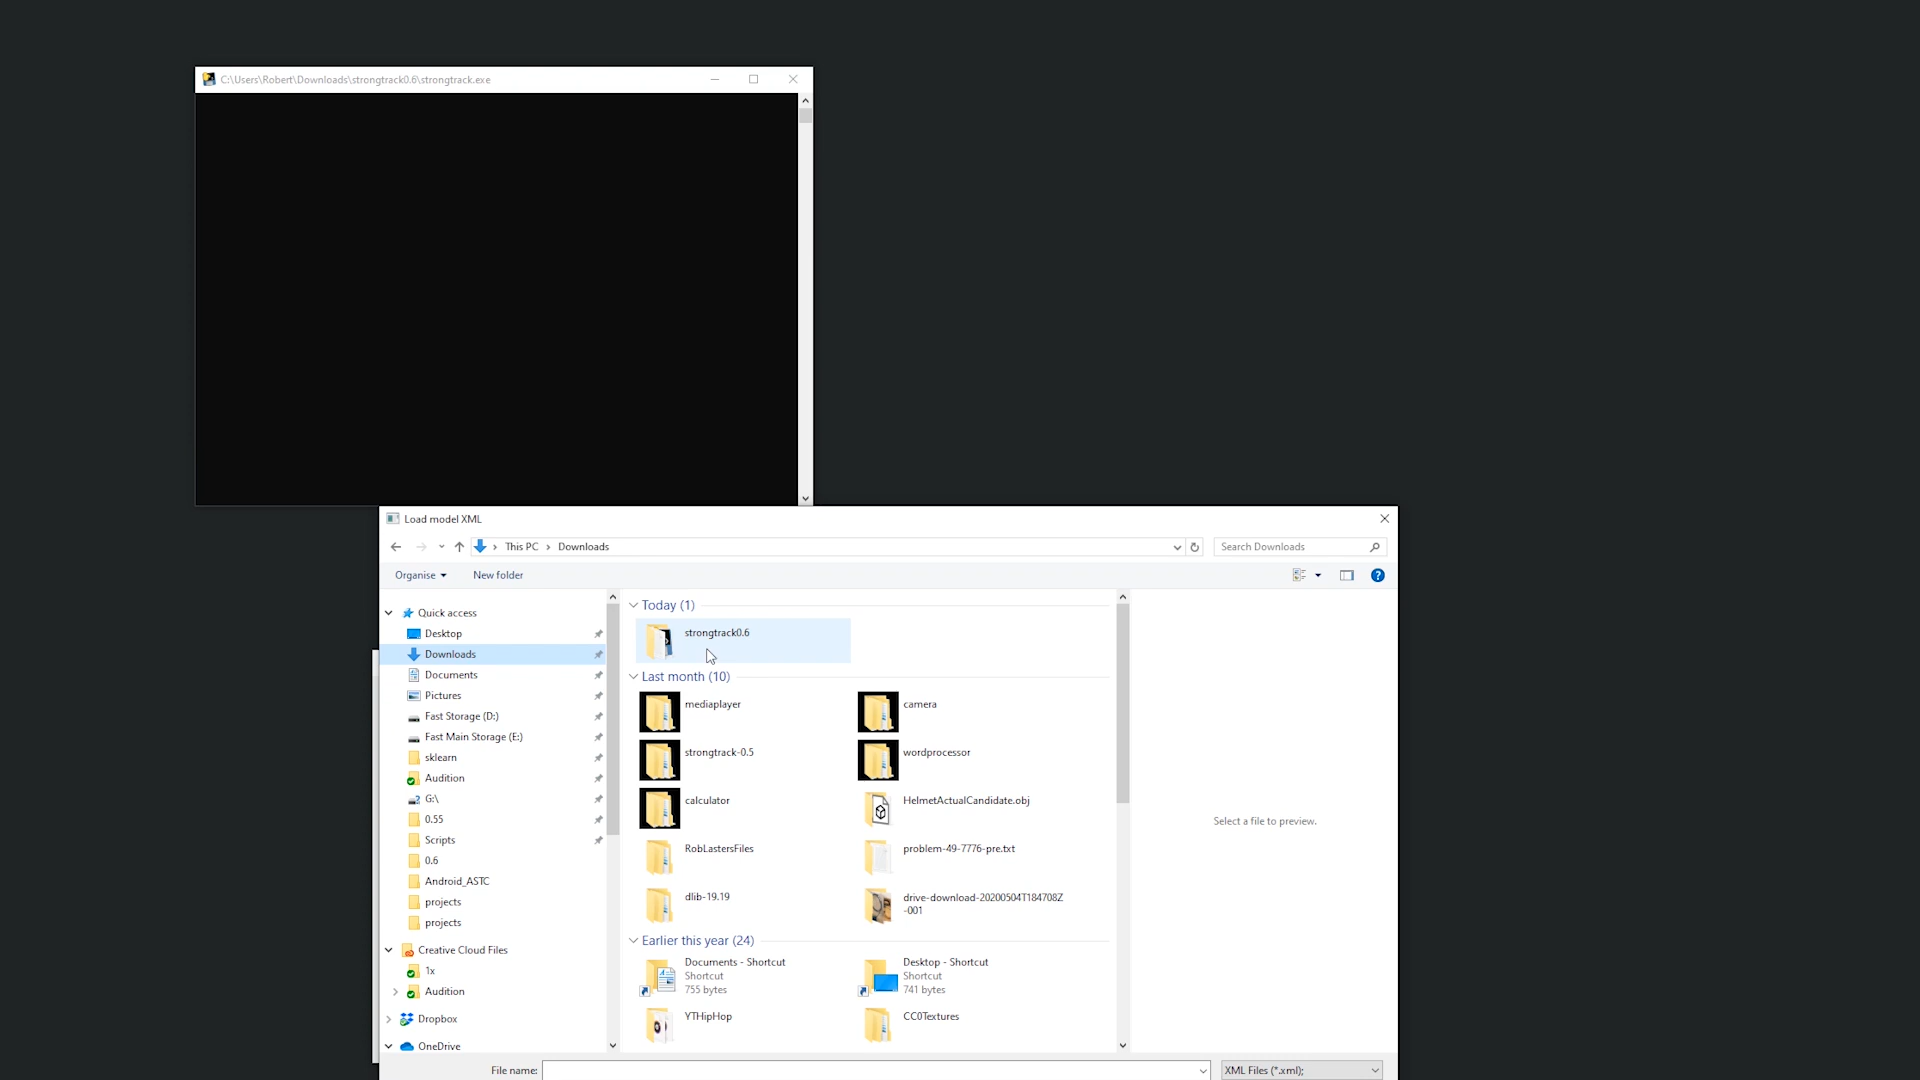 C:\Users\Robert\Downloads\strongtrack0.6\strongtrack.exe
Load model XML
This PC > Downloads
Search Downloads
Organise
New folder
Quick access
Desktop
Downloads
Documents
Pictures
Fast Storage (D:)
Fast Main Storage (E:)
sklearn
Audition
G:\
0.55
Scripts
0.6
Android_ASTC
projects
projects
Creative Cloud Files
1x
Audition
Dropbox
OneDrive
Today (1)
strongtrack0.6
Last month (10)
mediaplayer
camera
strongtrack-0.5
wordprocessor
calculator
HelmetActualCandidate.obj
RobLastersFiles
problem-49-7776-pre.txt
dlib-19.19
drive-download-20200504T184708Z
-001
Earlier this year (24)
Documents - Shortcut
Shortcut
755 bytes
Desktop - Shortcut
Shortcut
741 bytes
YTHipHop
CC0Textures
Select a file to preview.
File name:
XML Files (*.xml);